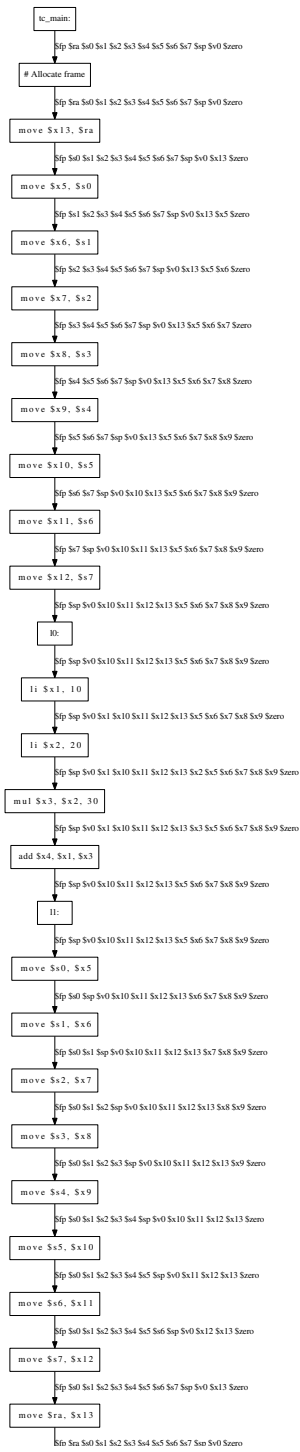 tc_main:
$fp $ra $s0 $s1 $s2 $s3 $s4 $s5 $s6 $s7 $sp $v0 $zero
# Allocate frame
$fp $ra $s0 $s1 $s2 $s3 $s4 $s5 $s6 $s7 $sp $v0 $zero
move $x13, $ra
$fp $s0 $s1 $s2 $s3 $s4 $s5 $s6 $s7 $sp $v0 $x13 $zero
move $x5, $s0
$fp $s1 $s2 $s3 $s4 $s5 $s6 $s7 $sp $v0 $x13 $x5 $zero
move $x6, $s1
$fp $s2 $s3 $s4 $s5 $s6 $s7 $sp $v0 $x13 $x5 $x6 $zero
move $x7, $s2
$fp $s3 $s4 $s5 $s6 $s7 $sp $v0 $x13 $x5 $x6 $x7 $zero
move $x8, $s3
$fp $s4 $s5 $s6 $s7 $sp $v0 $x13 $x5 $x6 $x7 $x8 $zero
move $x9, $s4
$fp $s5 $s6 $s7 $sp $v0 $x13 $x5 $x6 $x7 $x8 $x9 $zero
move $x10, $s5
$fp $s6 $s7 $sp $v0 $x10 $x13 $x5 $x6 $x7 $x8 $x9 $zero
move $x11, $s6
$fp $s7 $sp $v0 $x10 $x11 $x13 $x5 $x6 $x7 $x8 $x9 $zero
move $x12, $s7
$fp $sp $v0 $x10 $x11 $x12 $x13 $x5 $x6 $x7 $x8 $x9 $zero
l0:
$fp $sp $v0 $x10 $x11 $x12 $x13 $x5 $x6 $x7 $x8 $x9 $zero
li $x1, 10
$fp $sp $v0 $x1 $x10 $x11 $x12 $x13 $x5 $x6 $x7 $x8 $x9 $zero
li $x2, 20
$fp $sp $v0 $x1 $x10 $x11 $x12 $x13 $x2 $x5 $x6 $x7 $x8 $x9 $zero
mul $x3, $x2, 30
$fp $sp $v0 $x1 $x10 $x11 $x12 $x13 $x3 $x5 $x6 $x7 $x8 $x9 $zero
add $x4, $x1, $x3
$fp $sp $v0 $x10 $x11 $x12 $x13 $x5 $x6 $x7 $x8 $x9 $zero
l1:
$fp $sp $v0 $x10 $x11 $x12 $x13 $x5 $x6 $x7 $x8 $x9 $zero
move $s0, $x5
$fp $s0 $sp $v0 $x10 $x11 $x12 $x13 $x6 $x7 $x8 $x9 $zero
move $s1, $x6
$fp $s0 $s1 $sp $v0 $x10 $x11 $x12 $x13 $x7 $x8 $x9 $zero
move $s2, $x7
$fp $s0 $s1 $s2 $sp $v0 $x10 $x11 $x12 $x13 $x8 $x9 $zero
move $s3, $x8
$fp $s0 $s1 $s2 $s3 $sp $v0 $x10 $x11 $x12 $x13 $x9 $zero
move $s4, $x9
$fp $s0 $s1 $s2 $s3 $s4 $sp $v0 $x10 $x11 $x12 $x13 $zero
move $s5, $x10
$fp $s0 $s1 $s2 $s3 $s4 $s5 $sp $v0 $x11 $x12 $x13 $zero
move $s6, $x11
$fp $s0 $s1 $s2 $s3 $s4 $s5 $s6 $sp $v0 $x12 $x13 $zero
move $s7, $x12
$fp $s0 $s1 $s2 $s3 $s4 $s5 $s6 $s7 $sp $v0 $x13 $zero
move $ra, $x13
$fp $ra $s0 $s1 $s2 $s3 $s4 $s5 $s6 $s7 $sp $v0 $zero